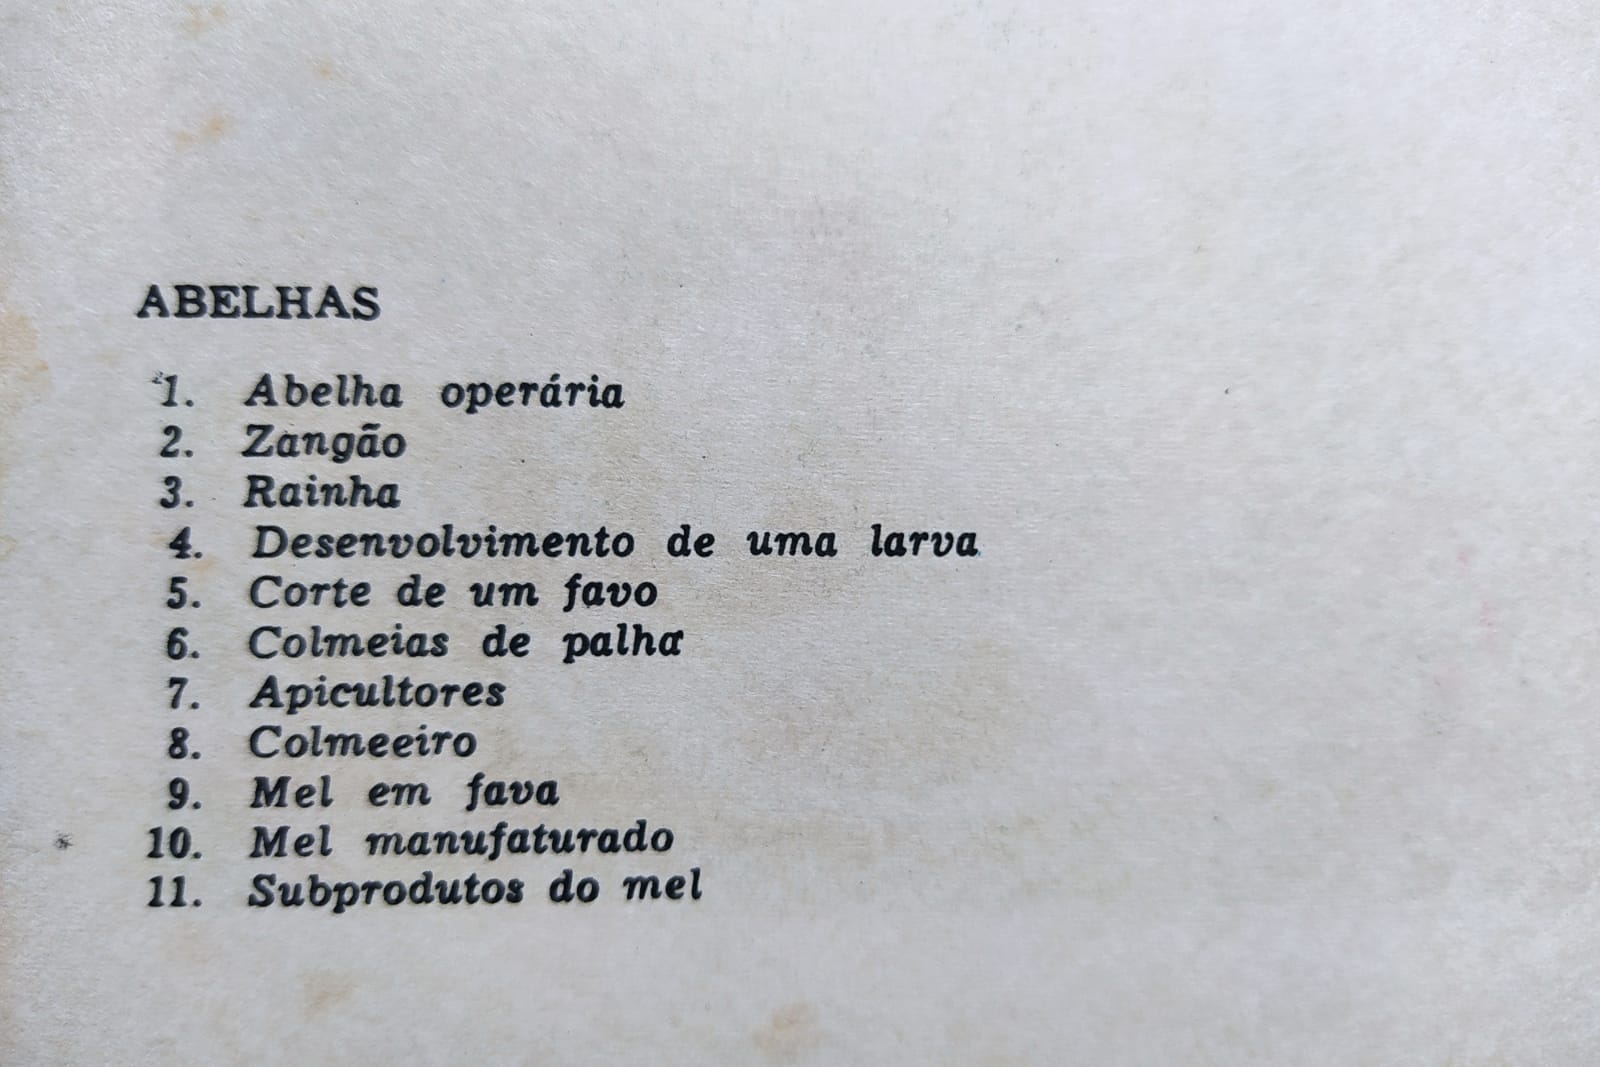 ABELHAS
1. Abelha operária
2. Zangão
3. Rainha
4. Desenvolvimento de uma larva
5. Corte de um favo
6. Colmeias de palha
7. Apicultores
8. Colmeeiro
9. Mel em fava
10. Mel manufaturado
11. Subprodutos do mel